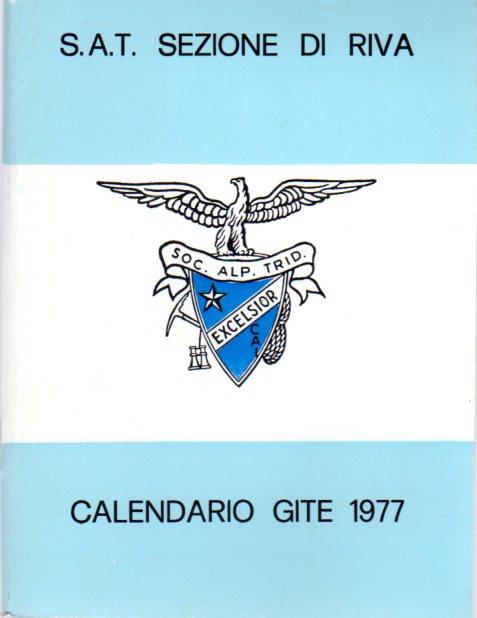 S.A.T. SEZIONE DI RIVA
SOC. ALP. TRID.
EXCELSIOR
CAI
CALENDARIO GITE 1977